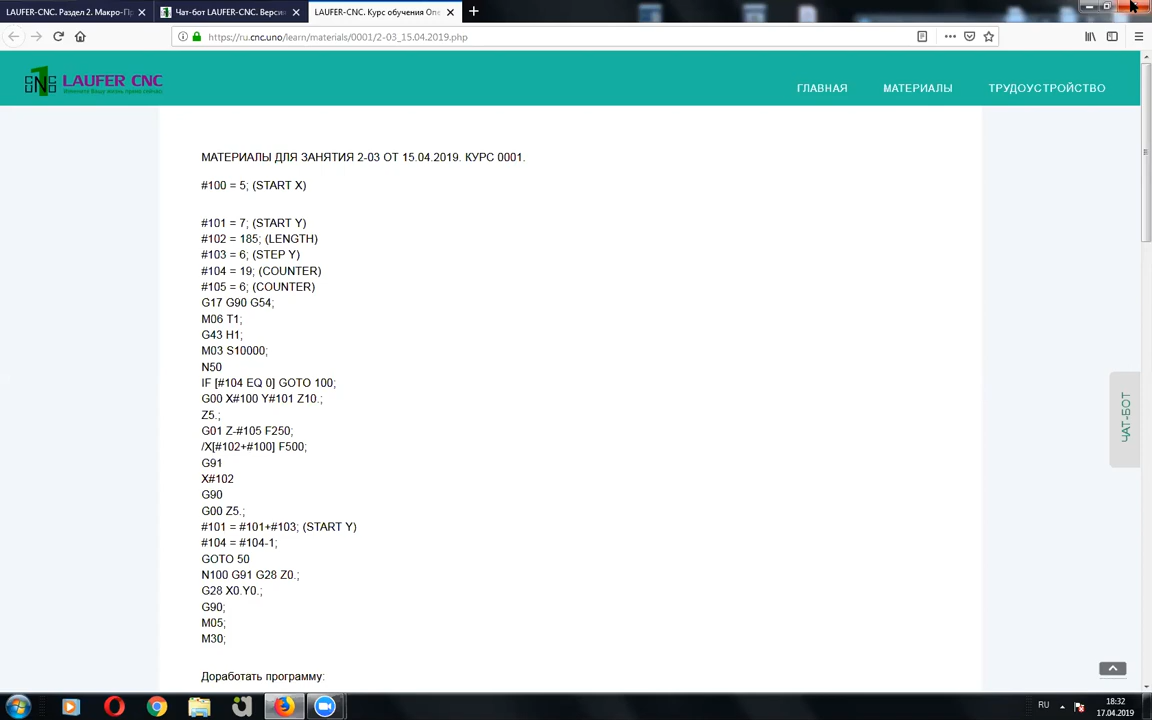 LAUFER-CNC. Раздел 2. Макро-Пр
Чат-бот LAUFER-CNC. Верси
LAUFER-CNC. Курс обучения Опе
https://ru.cnc.uno/learn/materials/0001/2-03_15.04.2019.php
LAUFER CNC
ГЛАВНАЯ
МАТЕРИАЛЫ
ТРУДОУСТРОЙСТВО
МАТЕРИАЛЫ ДЛЯ ЗАНЯТИЯ 2-03 ОТ 15.04.2019. КУРС 0001.
#100 = 5; (START X)
#101 = 7; (START Y)
#102 = 185; (LENGTH)
#103 = 6; (STEP Y)
#104 = 19; (COUNTER)
#105 = 6; (COUNTER)
G17 G90 G54;
M06 T1;
G43 H1;
M03 S10000;
N50
IF [#104 EQ 0] GOTO 100;
G00 X#100 Y#101 Z10.;
Z5.;
G01 Z-#105 F250;
/X[#102+#100] F500;
G91
X#102
G90
G00 Z5.;
#101 = #101+#103; (START Y)
#104 = #104-1;
GOTO 50
N100 G91 G28 Z0.;
G28 X0.Y0.;
G90;
M05;
M30;
Доработать программу:
ЧАТ-БОТ
RU
18:32
17.04.2019